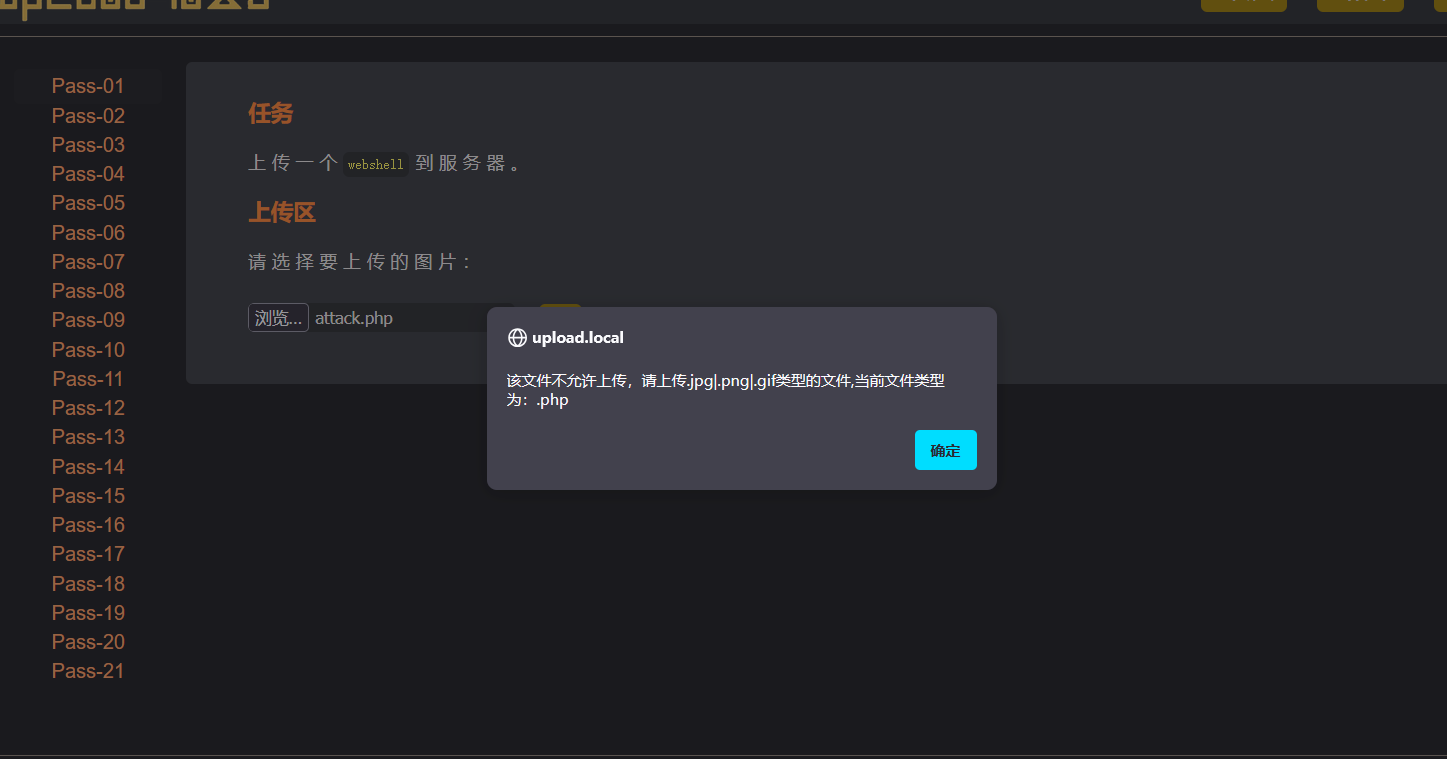 Pass-01
Pass-02
Pass-03
Pass-04
Pass-05
Pass-06
Pass-07
Pass-08
Pass-09
Pass-10
Pass-11
Pass-12
Pass-13
Pass-14
Pass-15
Pass-16
Pass-17
Pass-18
Pass-19
Pass-20
Pass-21
任务
上传一个 webshell 到服务器。
上传区
请选择要上传的图片：
浏览... attack.php
upload.local
该文件不允许上传，请上传.jpg|.png|.gif类型的文件,当前文件类型
为：.php
确定